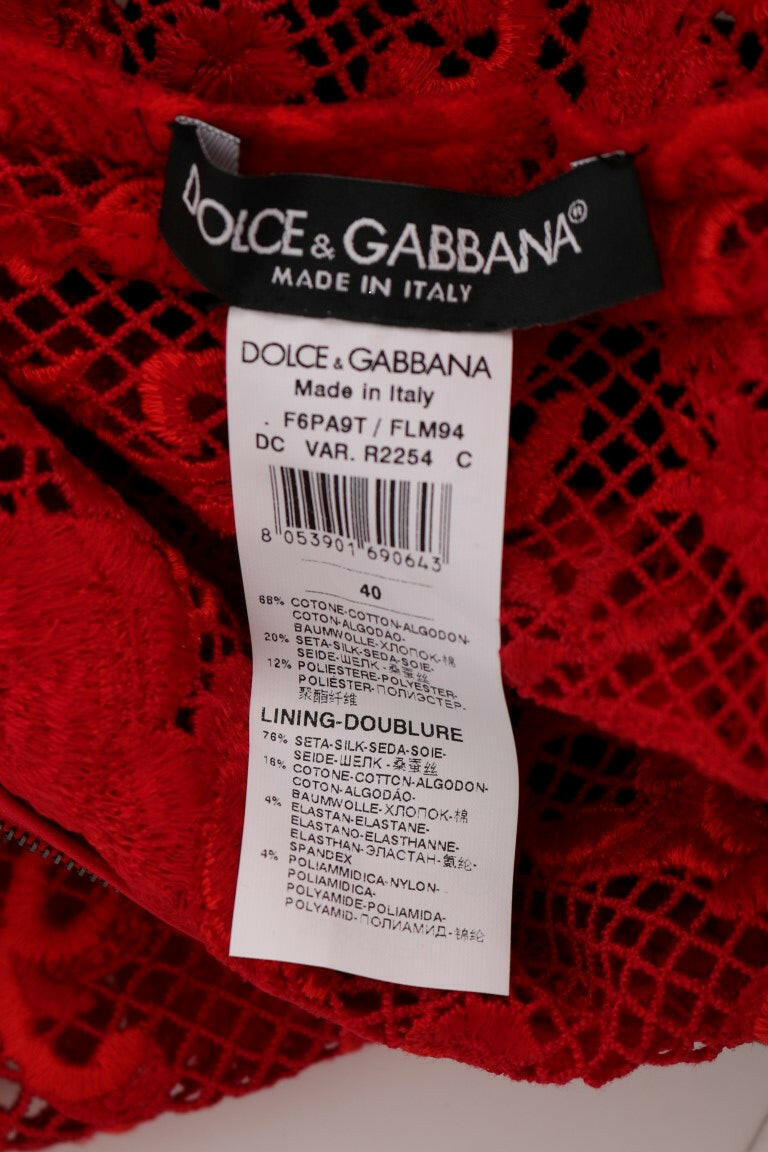 DOLCE & GABBANA®
MADE IN ITALY
DOLCE & GABBANA
Made in Italy
. F6PA9T / FLM94
DC VAR. R2254 C
8 053901 690643
40
68% COTONE-COTTON-ALGODON-
COTON-ALGODÃO-
BAUMWOLLE-ХЛОПОК-棉
20% SETA-SILK-SEDA-SOIE-
SEIDE-ШЕЛК-桑蚕丝
12% POLIESTERE-POLYESTER-
POLIÉSTER-ПОЛИЭСТЕР-
聚酯纤维
LINING-DOUBLURE
76% SETA-SILK-SEDA-SOIE-
SEIDE-ШЕЛК-桑蚕丝
16% COTONE-COTTON-ALGODON-
COTON-ALGODÃO-
BAUMWOLLE-ХЛОПОК-棉
4% ELASTAN-ELASTANE-
ELASTANO-ELASTHANNE-
ELASTHAN-ЭЛАСТАН-氨纶-
SPANDEX
4% POLIAMMIDICA-NYLON-
POLIAMIDICA-
POLYAMIDE-POLIAMIDA-
POLYAMID-ПОЛИАМИД-锦纶